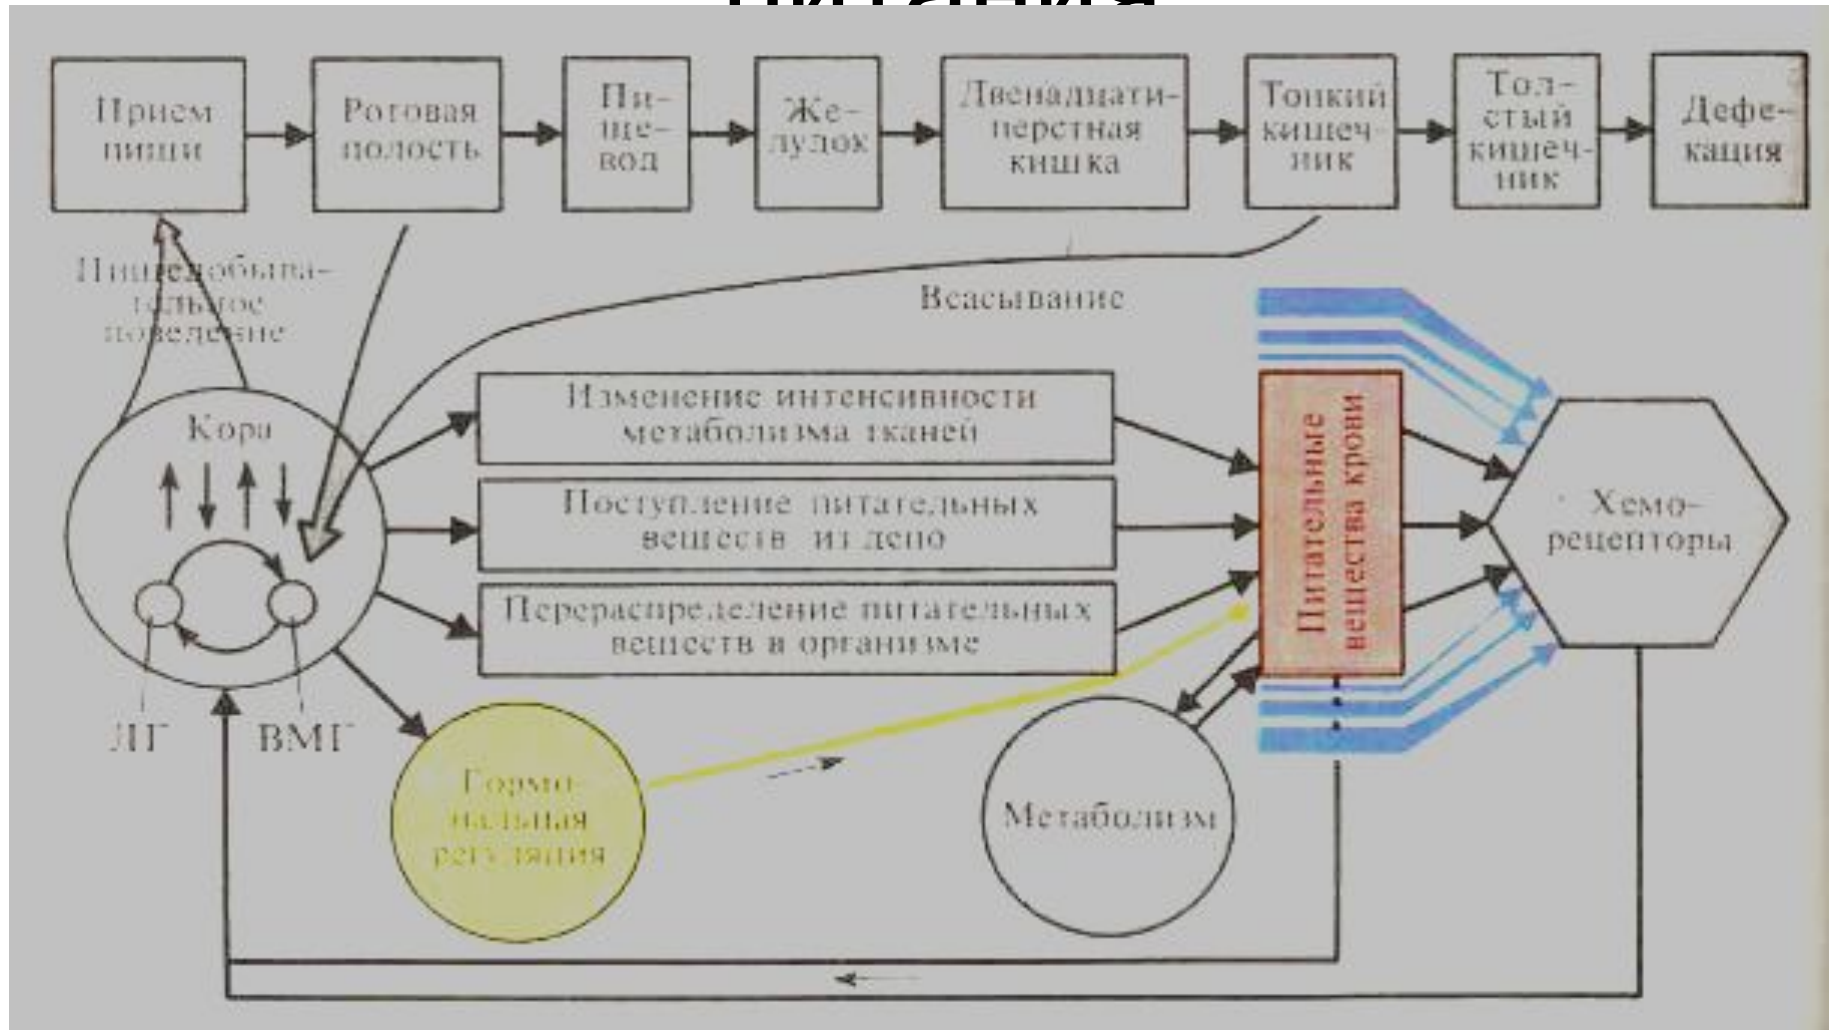 питания
Прием
пищи
Ротовая
полость
Пи-
ще-
вод
Же-
лудок
Двенадцати-
перстная
кишка
Тонкий
кишеч-
ник
Тол-
стый
кишеч-
ник
Дефе-
кация
Пищедобыва-
тельное
поведение
Всасывание
Кора
Изменение интенсивности
метаболизма тканей
Поступление питательных
веществ из депо
Перераспределение питательных
веществ в организме
Питательные
вещества крови
Хемо-
рецепторы
ЛГ
ВМГ
Гормо-
нальная
регуляция
Метаболизм